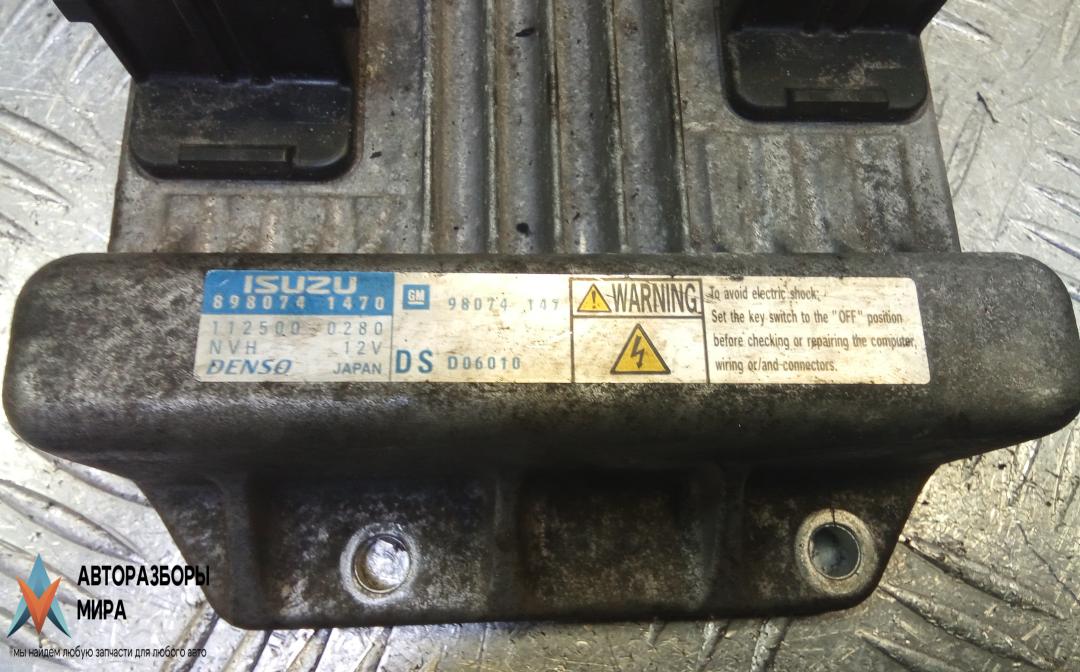 ISUZU
898074 1470
112500-0280
NVH 12V
DENSO JAPAN
GM 98074 147
DS D06010
WARNING
To avoid electric shock;
Set the key switch to the "OFF" position
before checking or repairing the computer,
wiring or/and connectors.
АВТОРАЗБОРЫ
МИРА
мы найдем любую запчасти для любого авто